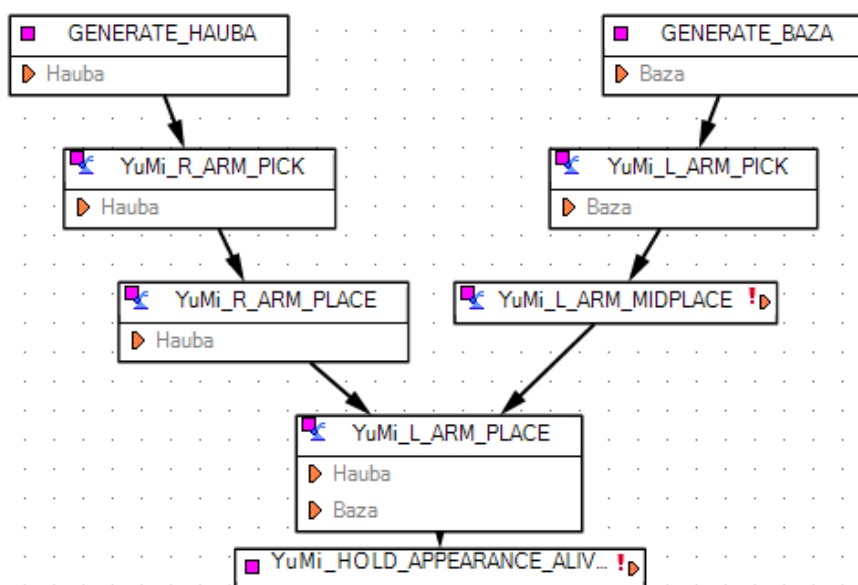 GENERATE_HAUBA
Hauba
GENERATE_BAZA
Baza
YuMi_R_ARM_PICK
Hauba
YuMi_L_ARM_PICK
Baza
YuMi_R_ARM_PLACE
Hauba
YuMi_L_ARM_MIDPLACE
YuMi_L_ARM_PLACE
Hauba
Baza
YuMi_HOLD_APPEARANCE_ALIV...